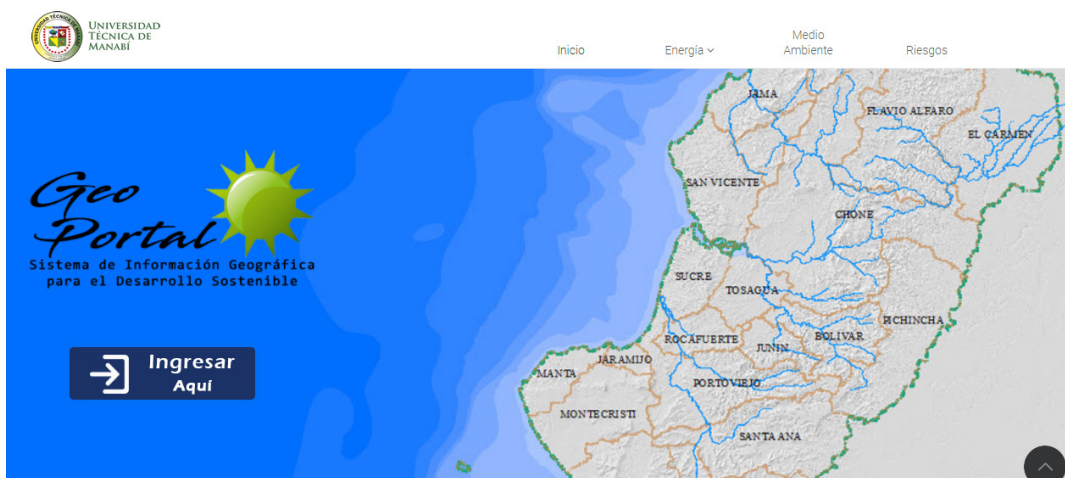 UNIVERSIDAD
TÉCNICA DE
MANABÍ
Inicio
Energía
Medio
Ambiente
Riesgos
Geo
Portal
Sistema de Información Geográfica
para el Desarrollo Sostenible
Ingresar
Aquí
JAMA
FLAVIO ALFARO
EL CARMEN
SAN VICENTE
CHONE
SUCRE
TOSAGUA
PICHINCHA
ROCAFUERTE
JUNIN
BOLIVAR
JARAMIJO
MANTA
PORTOVIEJO
MONTECRISTI
SANTA ANA